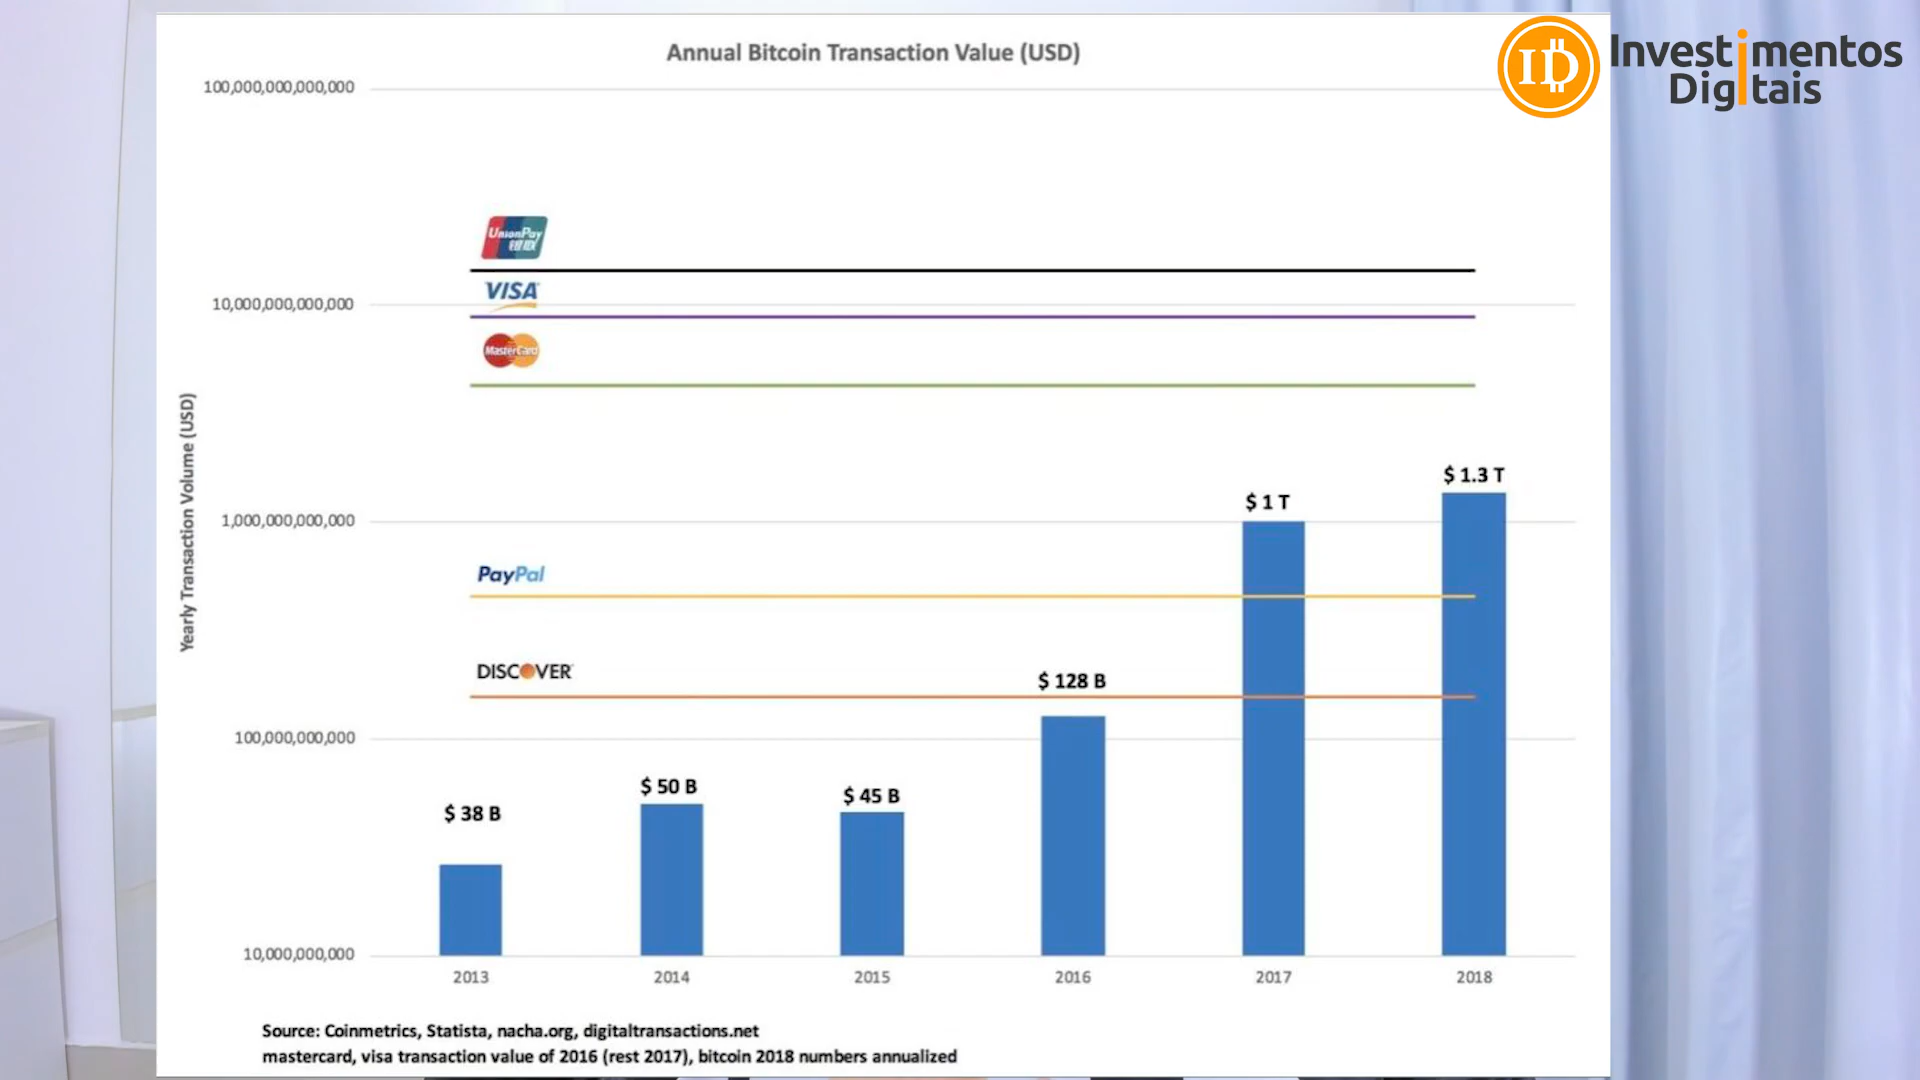 Annual Bitcoin Transaction Value (USD)
Investimentos
Digitais
100,000,000,000,000
UnionPay
银联
VISA
10,000,000,000,000
MasterCard
Yearly Transaction Volume (USD)
$ 1.3 T
$ 1 T
1,000,000,000,000
PayPal
DISCOVER
$ 128 B
100,000,000,000
$ 50 B
$ 45 B
$ 38 B
10,000,000,000
2013 2014 2015 2016 2017 2018
Source: Coinmetrics, Statista, nacha.org, digitaltransactions.net
mastercard, visa transaction value of 2016 (rest 2017), bitcoin 2018 numbers annualized